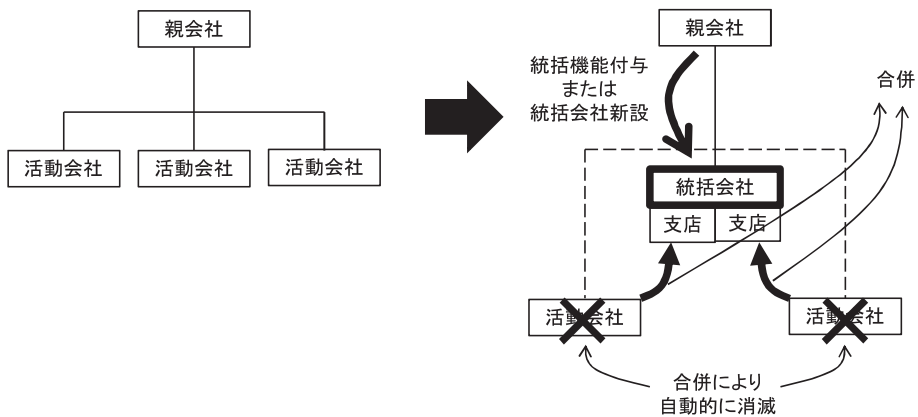 親会社
活動会社
活動会社
活動会社
親会社
統括機能付与
または
統括会社新設
合併
統括会社
支店
支店
活動会社
活動会社
合併により
自動的に消滅